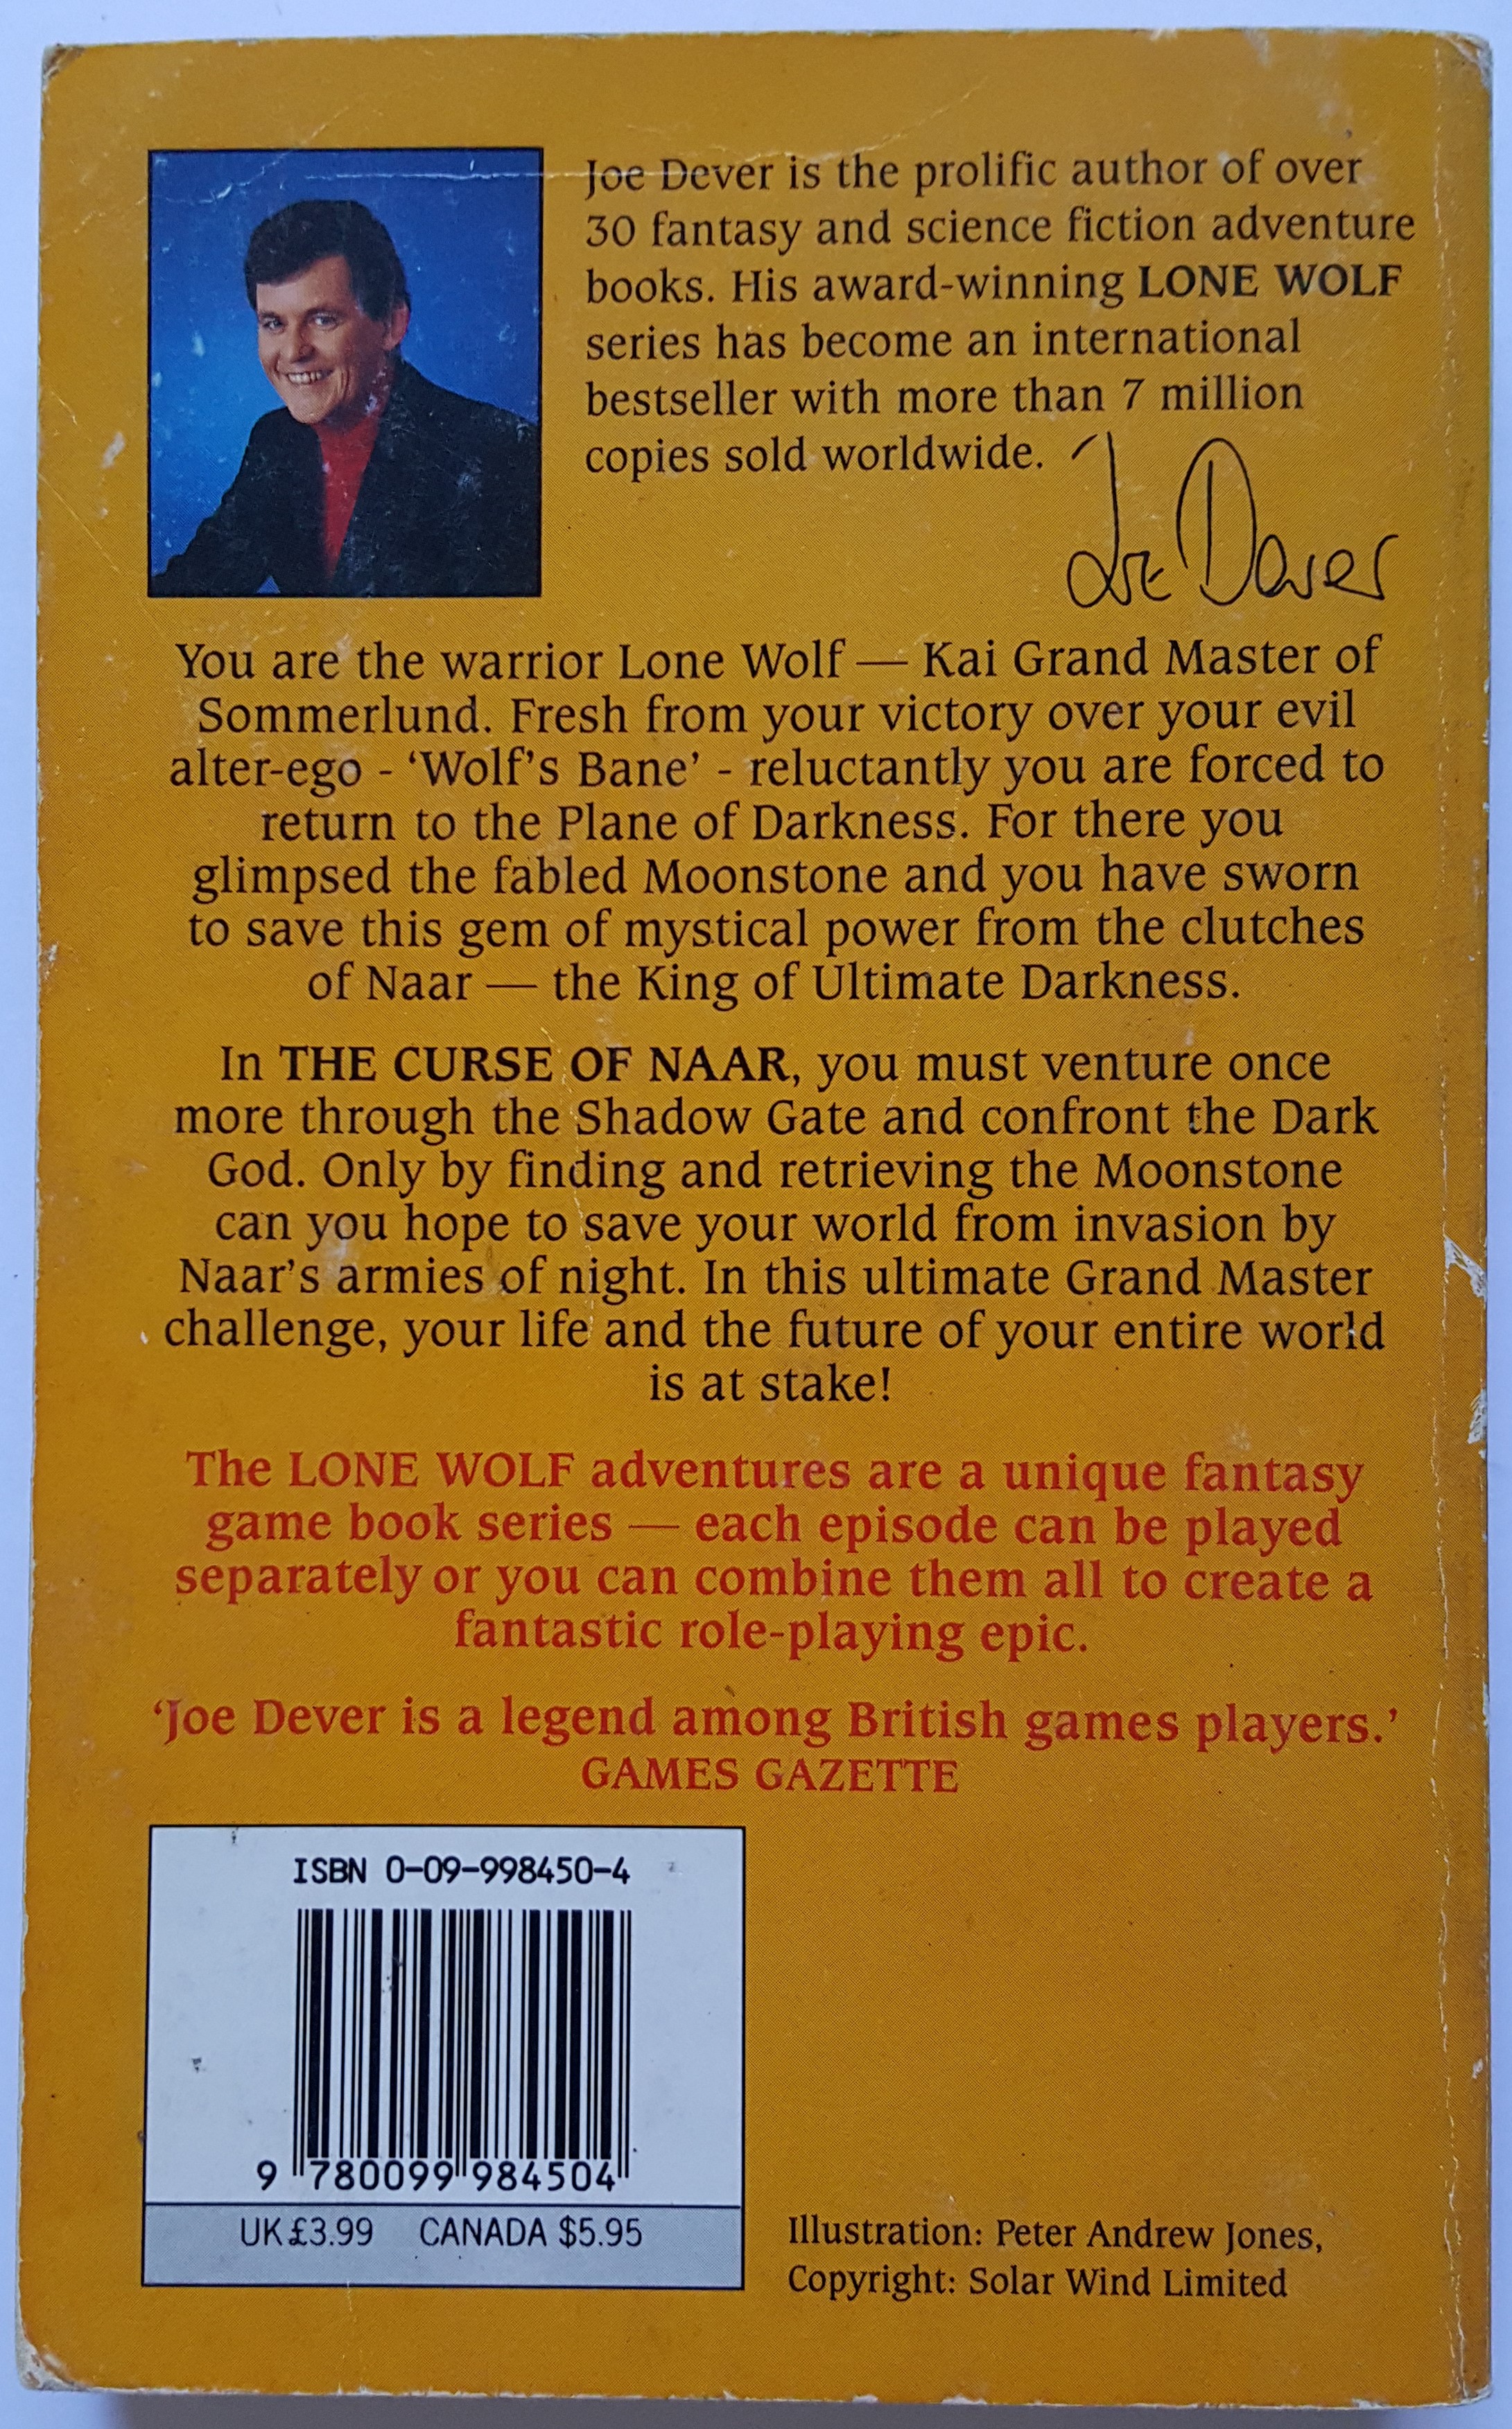 Joe Dever is the prolific author of over
30 fantasy and science fiction adventure
books. His award-winning LONE WOLF
series has become an international
bestseller with more than 7 million
copies sold worldwide.
Joe Dever
You are the warrior Lone Wolf — Kai Grand Master of
Sommerlund. Fresh from your victory over your evil
alter-ego - ‘Wolf’s Bane’ - reluctantly you are forced to
return to the Plane of Darkness. For there you
glimpsed the fabled Moonstone and you have sworn
to save this gem of mystical power from the clutches
of Naar — the King of Ultimate Darkness.
In THE CURSE OF NAAR, you must venture once
more through the Shadow Gate and confront the Dark
God. Only by finding and retrieving the Moonstone
can you hope to save your world from invasion by
Naar’s armies of night. In this ultimate Grand Master
challenge, your life and the future of your entire world
is at stake!
The LONE WOLF adventures are a unique fantasy
game book series — each episode can be played
separately or you can combine them all to create a
fantastic role-playing epic.
‘Joe Dever is a legend among British games players.’
GAMES GAZETTE
ISBN 0-09-998450-4
9 780099 984504
UK £3.99 CANADA $5.95
Illustration: Peter Andrew Jones,
Copyright: Solar Wind Limited